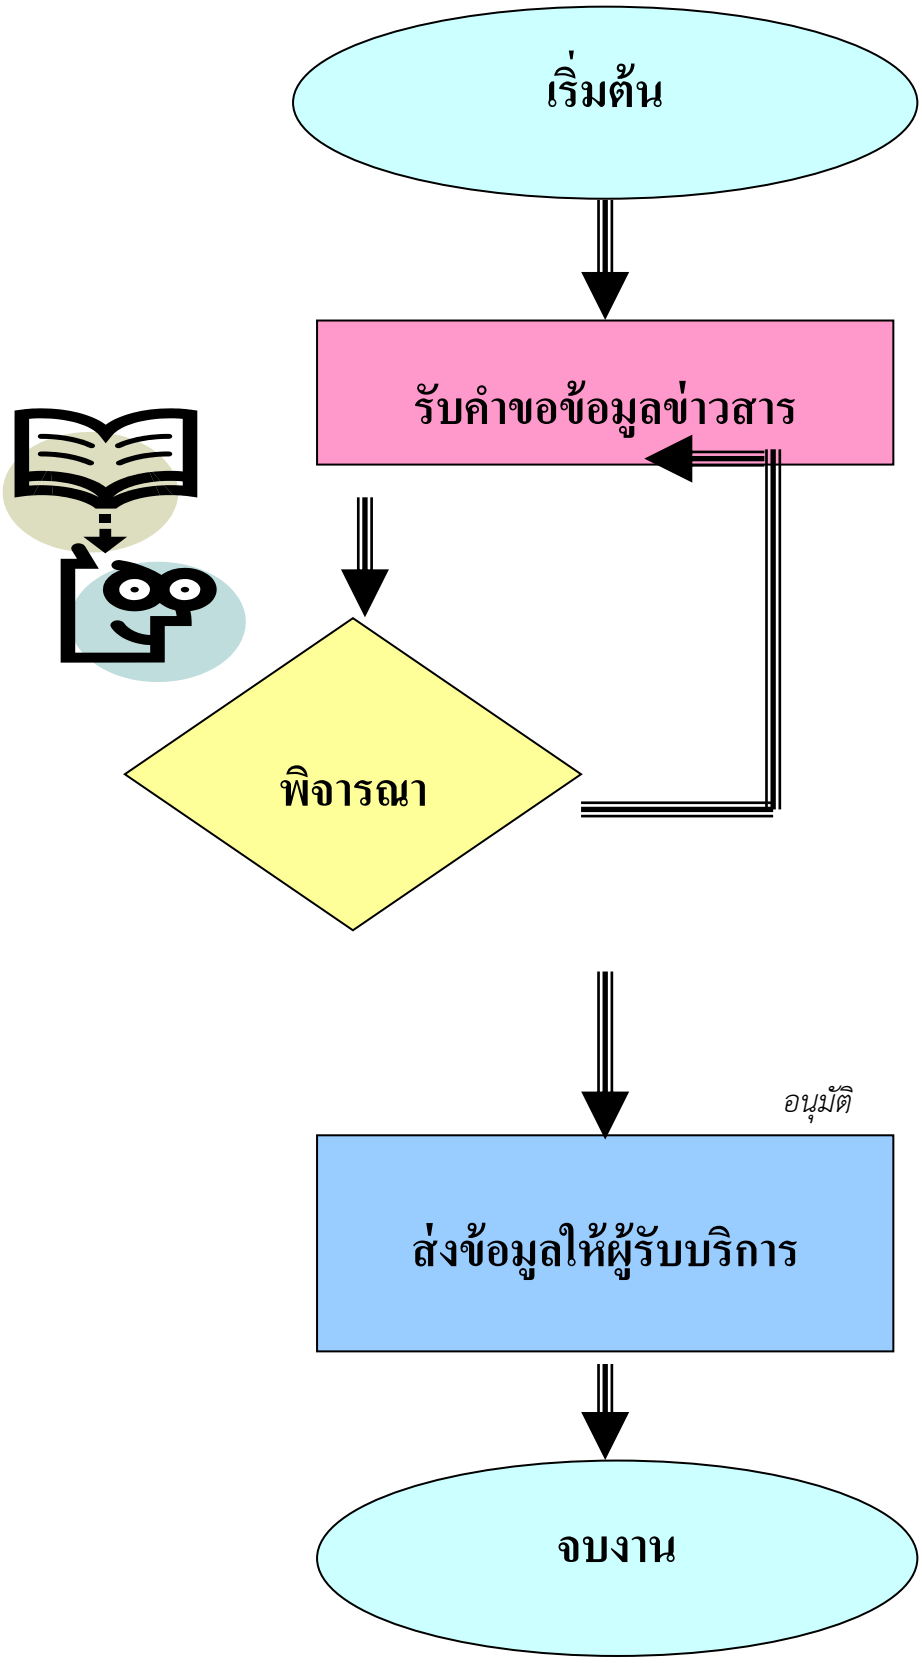 เริ่มต้น
รับคำขอข้อมูลข่าวสาร
พิจารณา
อนุมัติ
ส่งข้อมูลให้ผู้รับบริการ
จบงาน